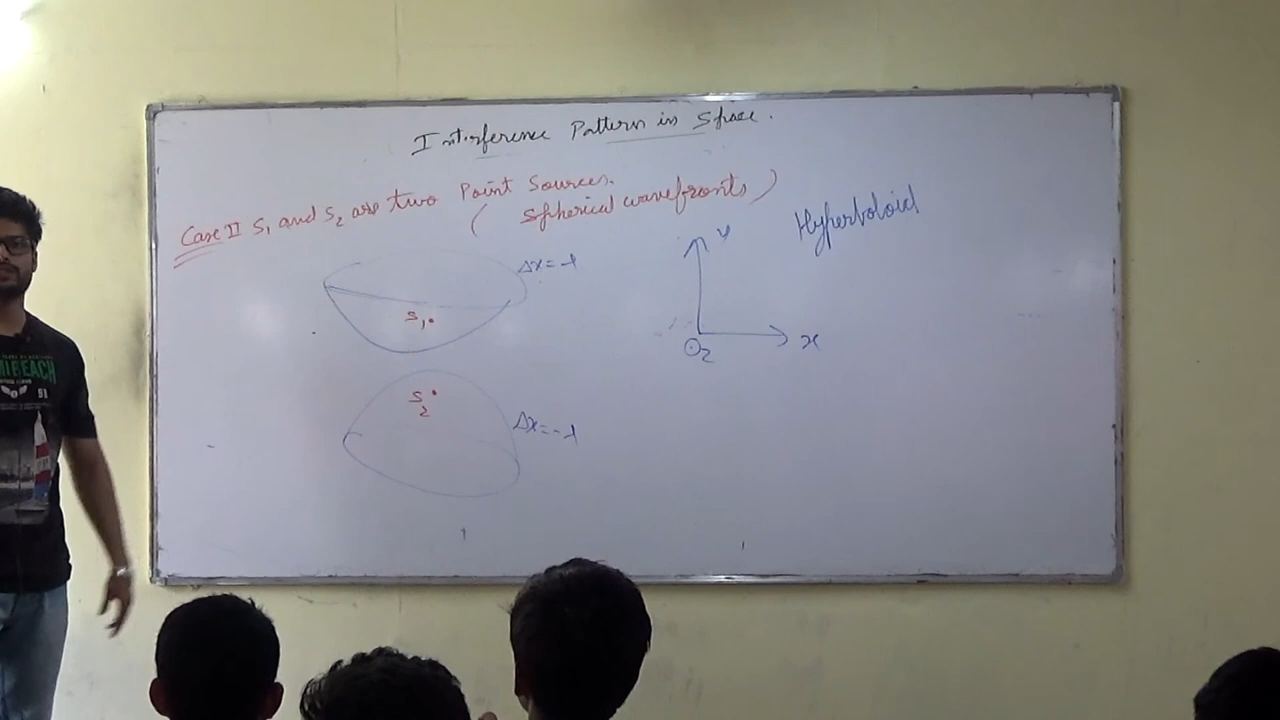 Interference Pattern in Space.
Case II S₁ and S₂ are two Point Sources.
( Spherical wavefronts )
Hyperboloid
y
Δx = -λ
S₁
x
z
S₂
Δx = -λ
51